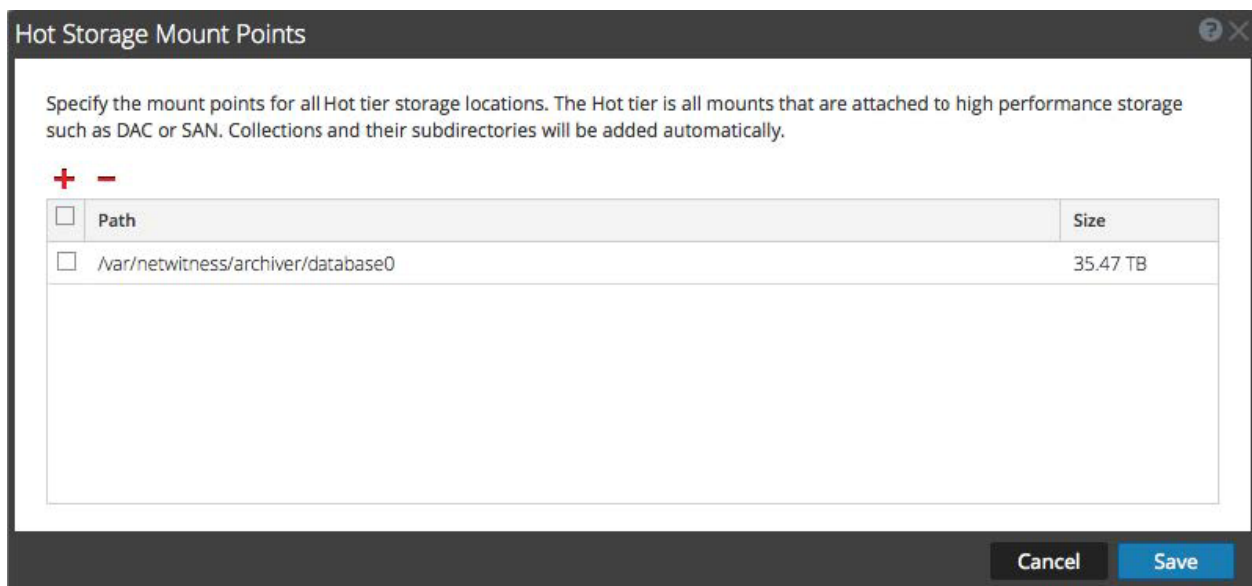 Hot Storage Mount Points
Specify the mount points for all Hot tier storage locations. The Hot tier is all mounts that are attached to high performance storage
such as DAC or SAN. Collections and their subdirectories will be added automatically.
Path Size
/var/netwitness/archiver/database0 35.47 TB
Cancel Save